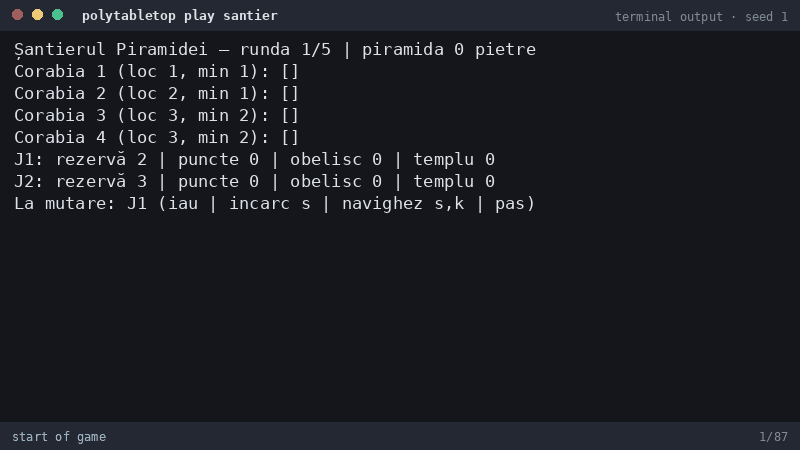 polytabletop play santier
terminal output · seed 1
Șantierul Piramidei — runda 1/5 | piramida 0 pietre
Corabia 1 (loc 1, min 1): []
Corabia 2 (loc 2, min 1): []
Corabia 3 (loc 3, min 2): []
Corabia 4 (loc 3, min 2): []
J1: rezervă 2 | puncte 0 | obelisc 0 | templu 0
J2: rezervă 3 | puncte 0 | obelisc 0 | templu 0
La mutare: J1 (iau | incarc s | navighez s,k | pas)
start of game
1/87